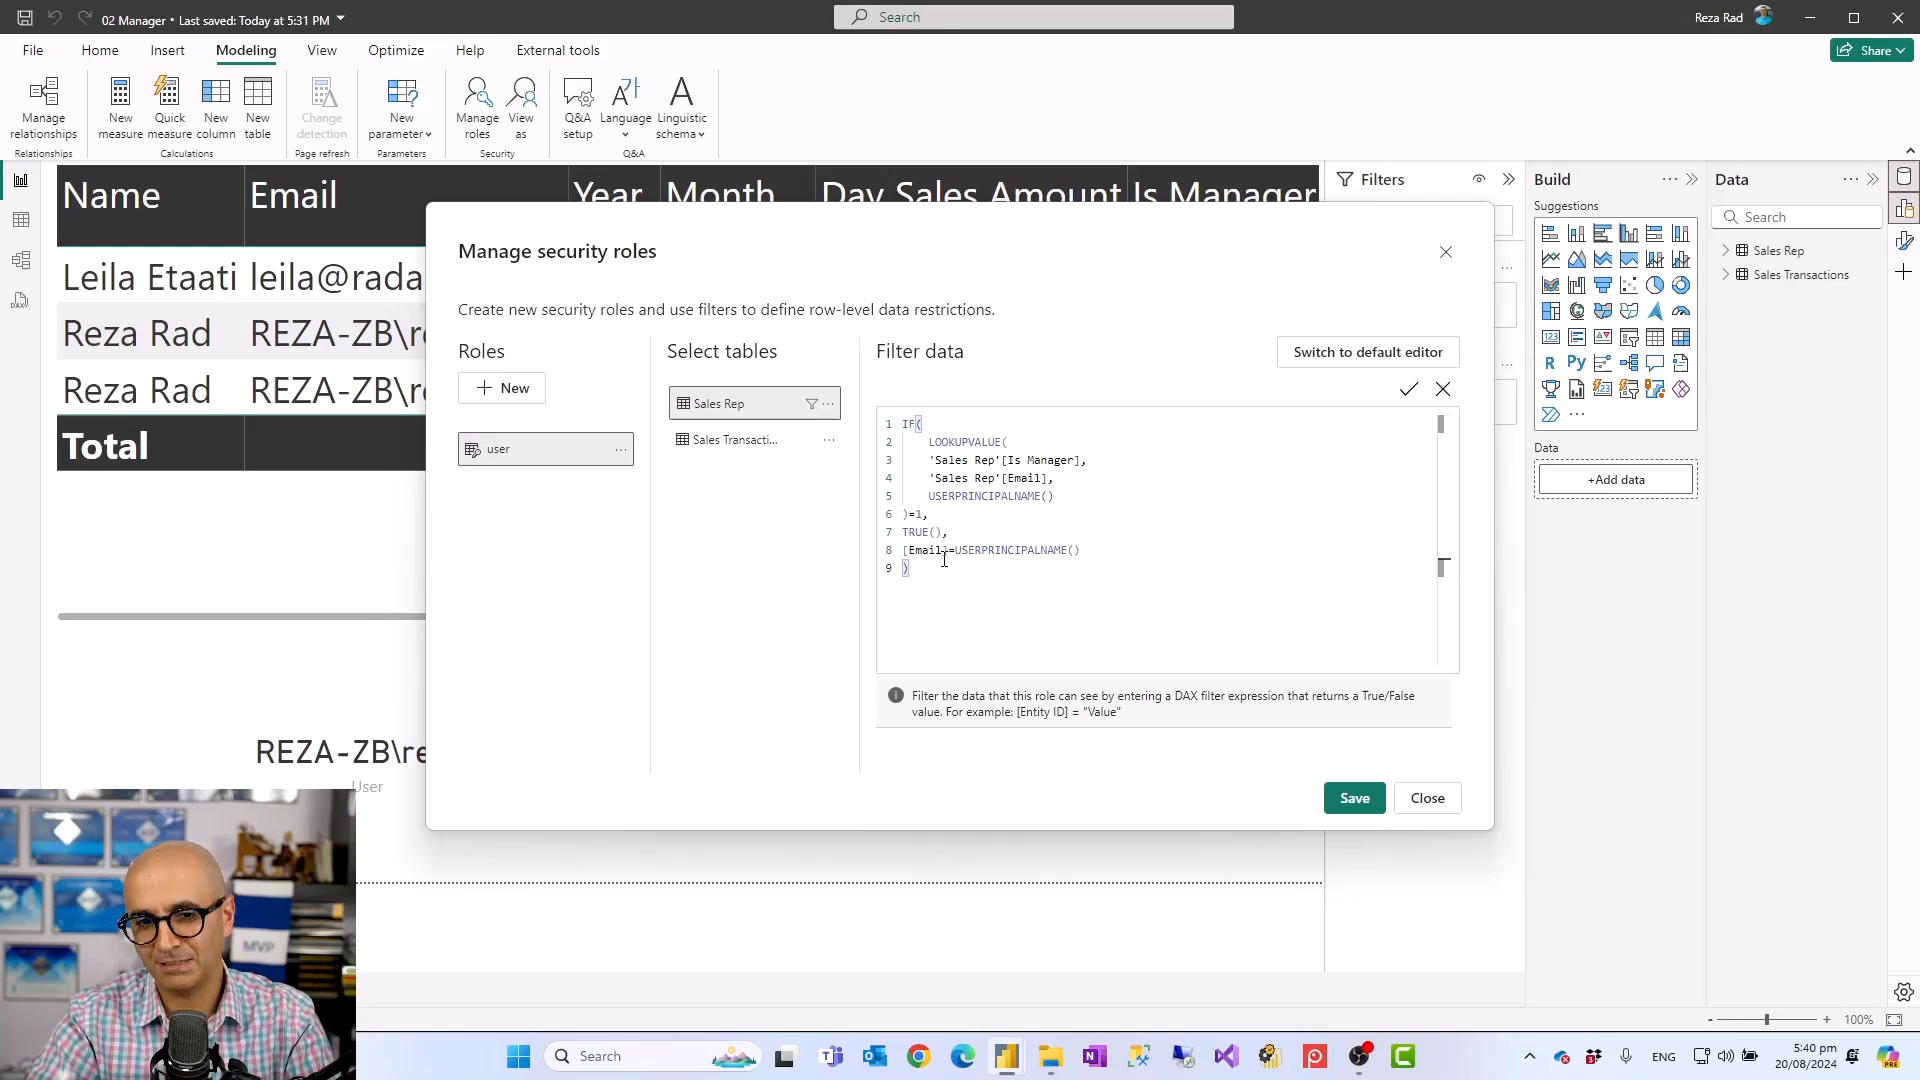 02 Manager • Last saved: Today at 5:31 PM
Search
Reza Rad
File
Home
Insert
Modeling
View
Optimize
Help
External tools
Share
Manage relationships
New measure
Quick measure
New column
New table
Change detection
New parameter
Manage roles
View as
Q&A setup
Language
Linguistic schema
Relationships
Calculations
Page refresh
Parameters
Security
Q&A
Name
Email
Year
Month
Day
Sales Amount
Is Manager
Leila Etaati
leila@rada
Reza Rad
REZA-ZB\re
Reza Rad
REZA-ZB\re
Total
REZA-ZB\re
User
Manage security roles
Create new security roles and use filters to define row-level data restrictions.
Roles
New
user
Select tables
Sales Rep
Sales Transacti...
Filter data
Switch to default editor
1 IF(
2 LOOKUPVALUE(
3 'Sales Rep'[Is Manager],
4 'Sales Rep'[Email],
5 USERPRINCIPALNAME()
6 )=1,
7 TRUE(),
8 [Email]=USERPRINCIPALNAME()
9 )
Filter the data that this role can see by entering a DAX filter expression that returns a True/False
value. For example: [Entity ID] = "Value"
Save
Close
Filters
Build
Suggestions
R
Py
123
Data
+Add data
Data
Search
Sales Rep
Sales Transactions
MVP
- + 100%
Search
ENG
5:40 pm
20/08/2024
PRE